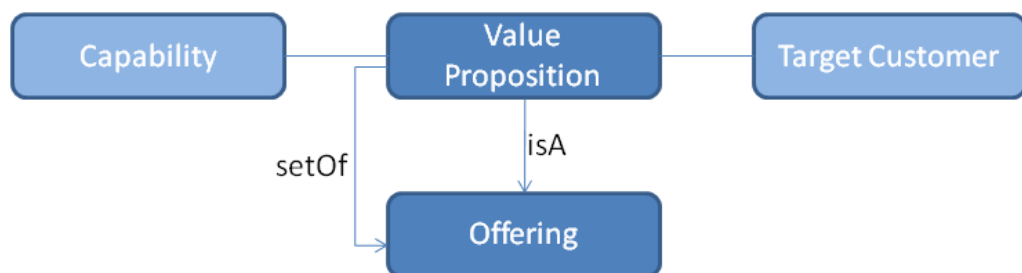 Capability
Value
Proposition
Target Customer
setOf
isA
Offering